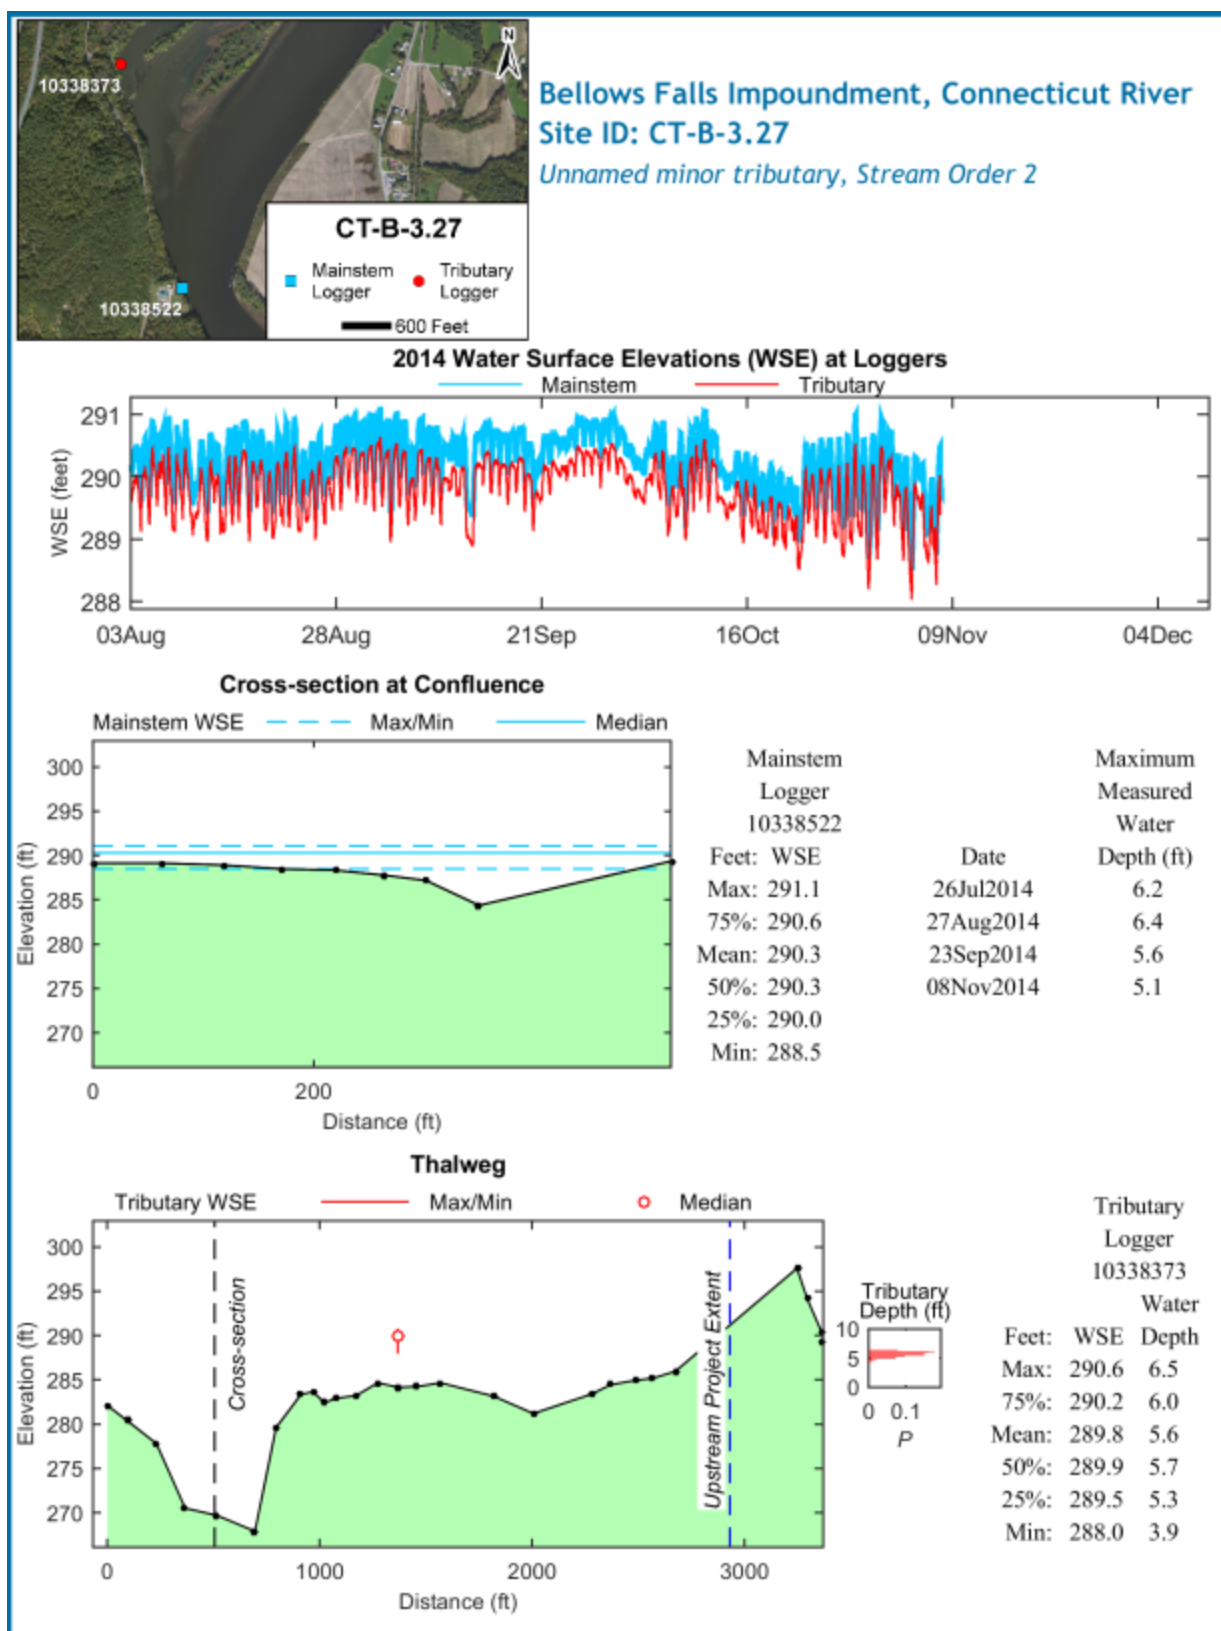 N
10338373
10338522
CT-B-3.27
Mainstem Logger
Tributary Logger
600 Feet
Bellows Falls Impoundment, Connecticut River
Site ID: CT-B-3.27
Unnamed minor tributary, Stream Order 2
2014 Water Surface Elevations (WSE) at Loggers
Mainstem Tributary
WSE (feet)
291
290
289
288
03Aug 28Aug 21Sep 16Oct 09Nov 04Dec
Cross-section at Confluence
Mainstem WSE Max/Min Median
Elevation (ft)
300
295
290
285
280
275
270
0 200
Distance (ft)
Mainstem
Logger
10338522
Feet: WSE
Max: 291.1
75%: 290.6
Mean: 290.3
50%: 290.3
25%: 290.0
Min: 288.5
Maximum
Measured
Water
Date Depth (ft)
26Jul2014 6.2
27Aug2014 6.4
23Sep2014 5.6
08Nov2014 5.1
Thalweg
Tributary WSE Max/Min Median
Elevation (ft)
300
295
290
285
280
275
270
Cross-section
Upstream Project Extent
0 1000 2000 3000
Distance (ft)
Tributary
Depth (ft)
10
5
0
0 0.1
P
Tributary
Logger
10338373
Water
Feet: WSE Depth
Max: 290.6 6.5
75%: 290.2 6.0
Mean: 289.8 5.6
50%: 289.9 5.7
25%: 289.5 5.3
Min: 288.0 3.9